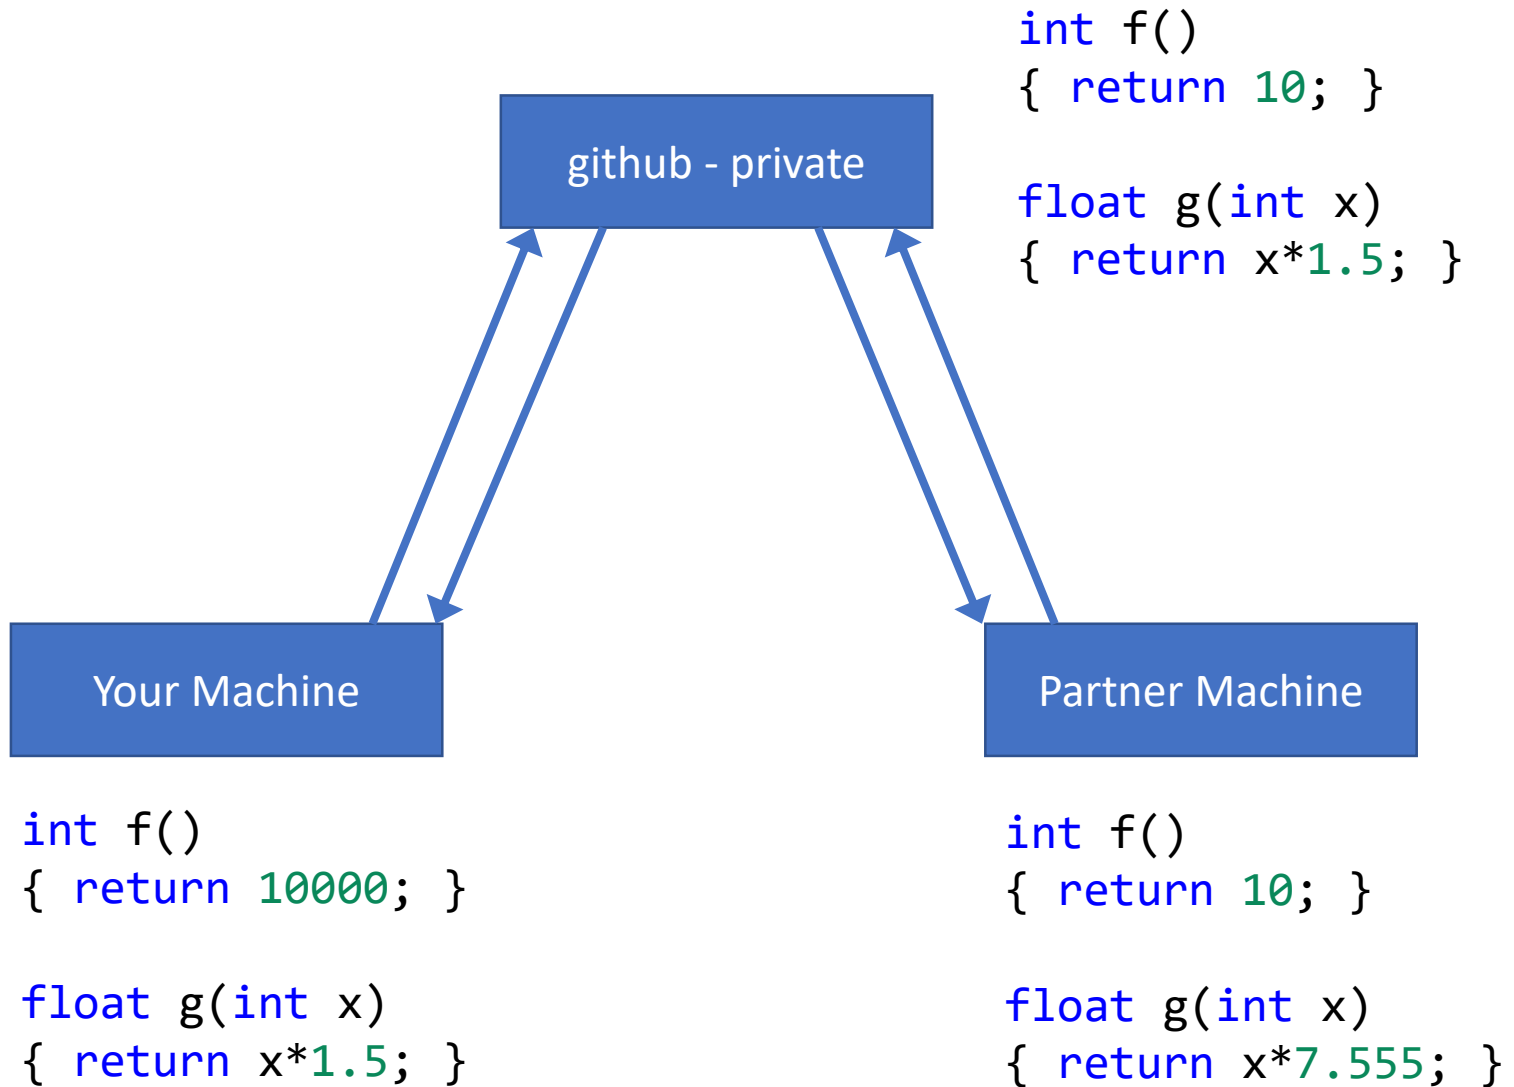 int f()
{ return 10; }
float g(int x)
{ return x*1.5; }
github - private
Your Machine
Partner Machine
int f()
{ return 10000; }
float g(int x)
{ return x*1.5; }
int f()
{ return 10; }
float g(int x)
{ return x*7.555; }